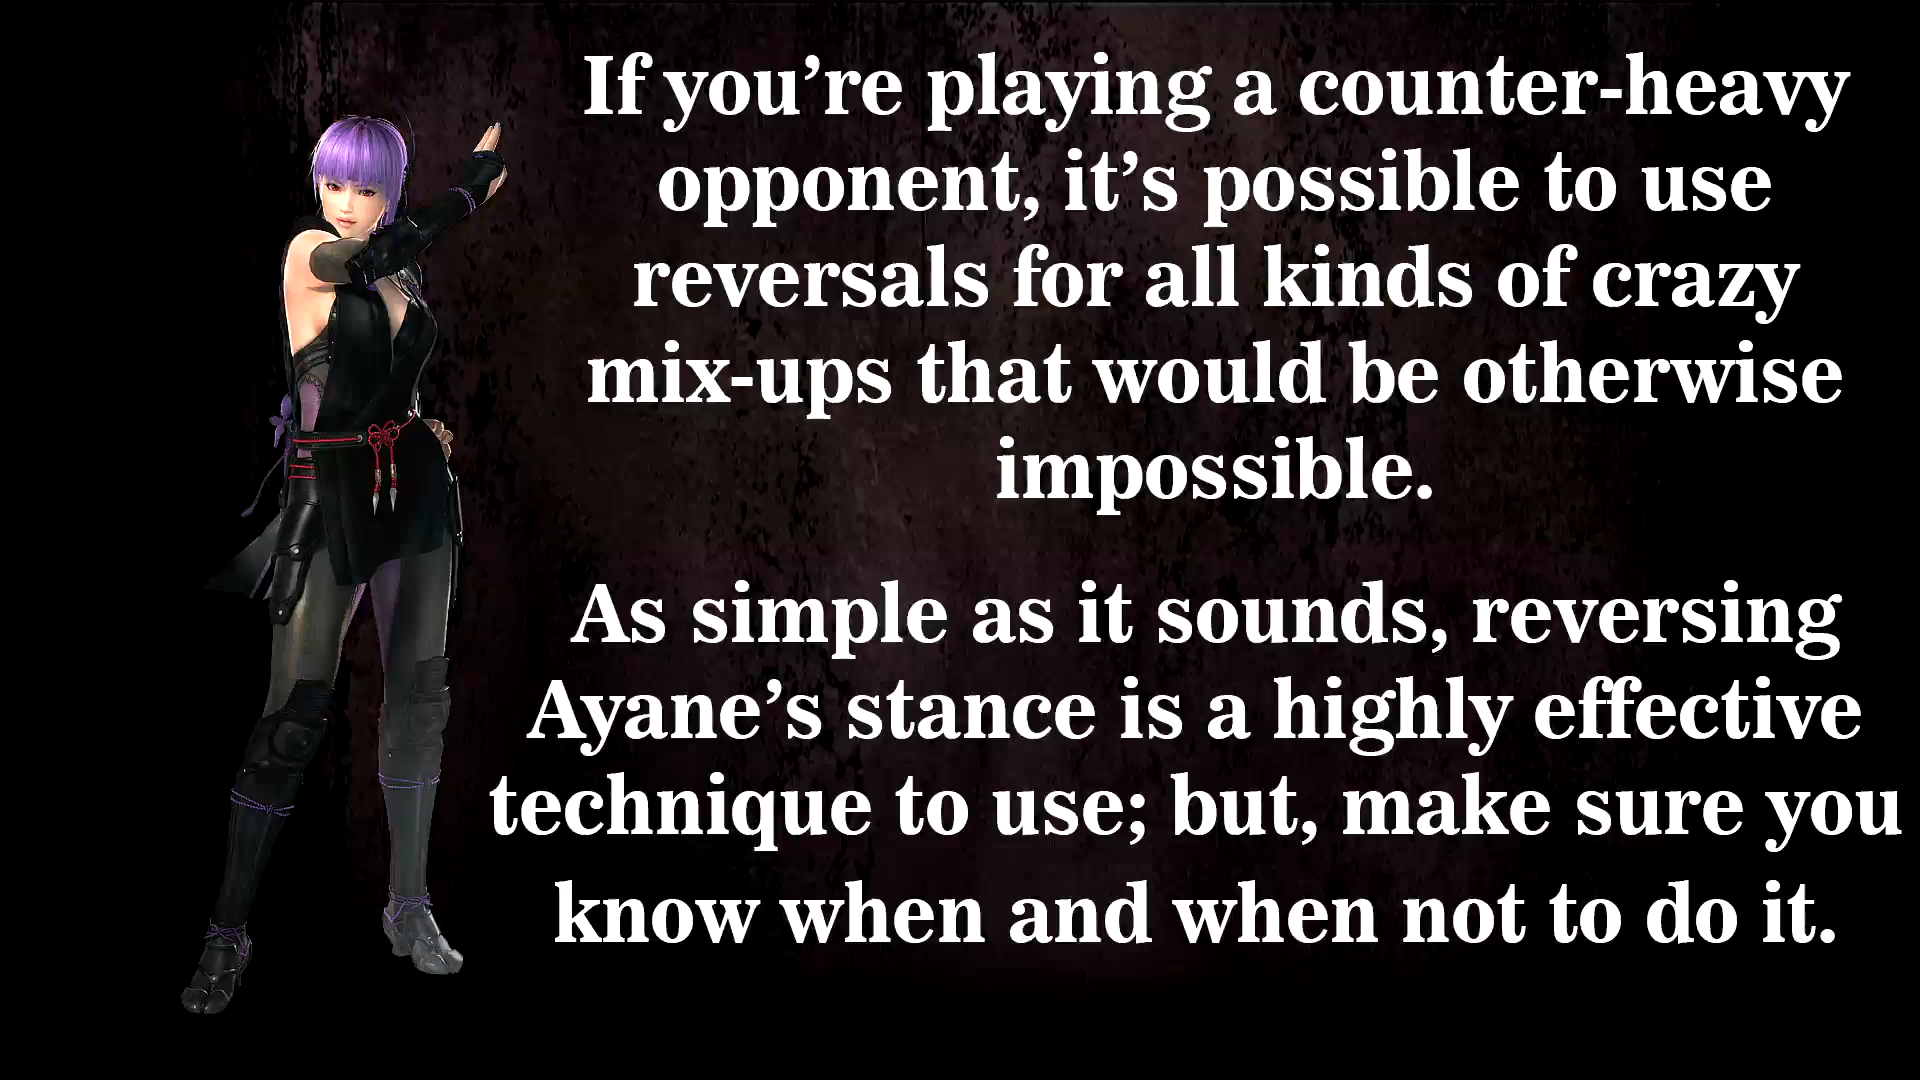 If you’re playing a counter-heavy
opponent, it’s possible to use
reversals for all kinds of crazy
mix-ups that would be otherwise
impossible.
As simple as it sounds, reversing
Ayane’s stance is a highly effective
technique to use; but, make sure you
know when and when not to do it.